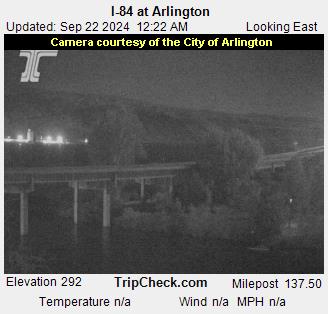 I-84 at Arlington
Updated: Sep 22 2024 12:22 AM Looking East
Camera courtesy of the City of Arlington
Elevation 292 TripCheck.com Milepost 137.50
Temperature n/a Wind n/a MPH n/a